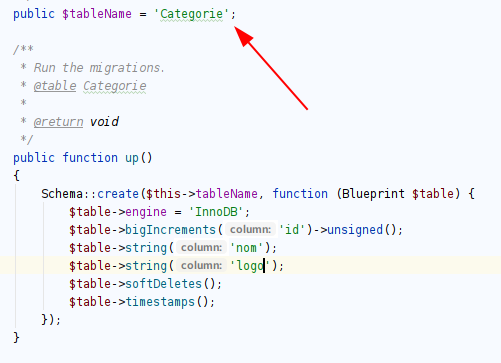 public $tableName = 'Categorie';
/**
* Run the migrations.
* @table Categorie
*
* @return void
*/
public function up()
{
Schema::create($this->tableName, function (Blueprint $table) {
$table->engine = 'InnoDB';
$table->bigIncrements( column: 'id')->unsigned();
$table->string( column: 'nom');
$table->string( column: 'logo');
$table->softDeletes();
$table->timestamps();
});
}